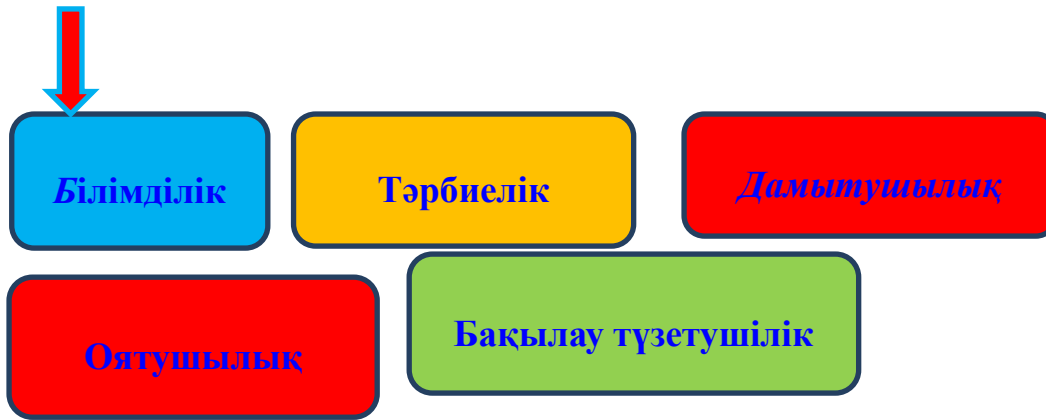 Білімділік
Тәрбиелік
Дамытушылық
Оятушылық
Бақылау түзетушілік